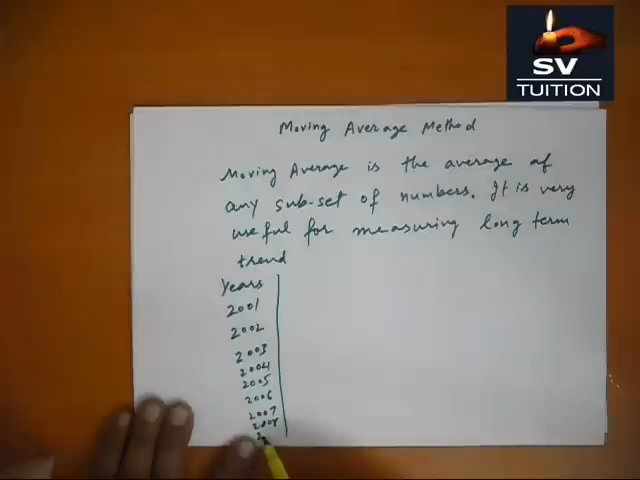 SV
TUITION
Moving Average Method
Moving Average is the average of
any sub-set of numbers. It is very
useful for measuring long term
trend
Years
2001
2002
2003
2004
2005
2006
2007
2008
2